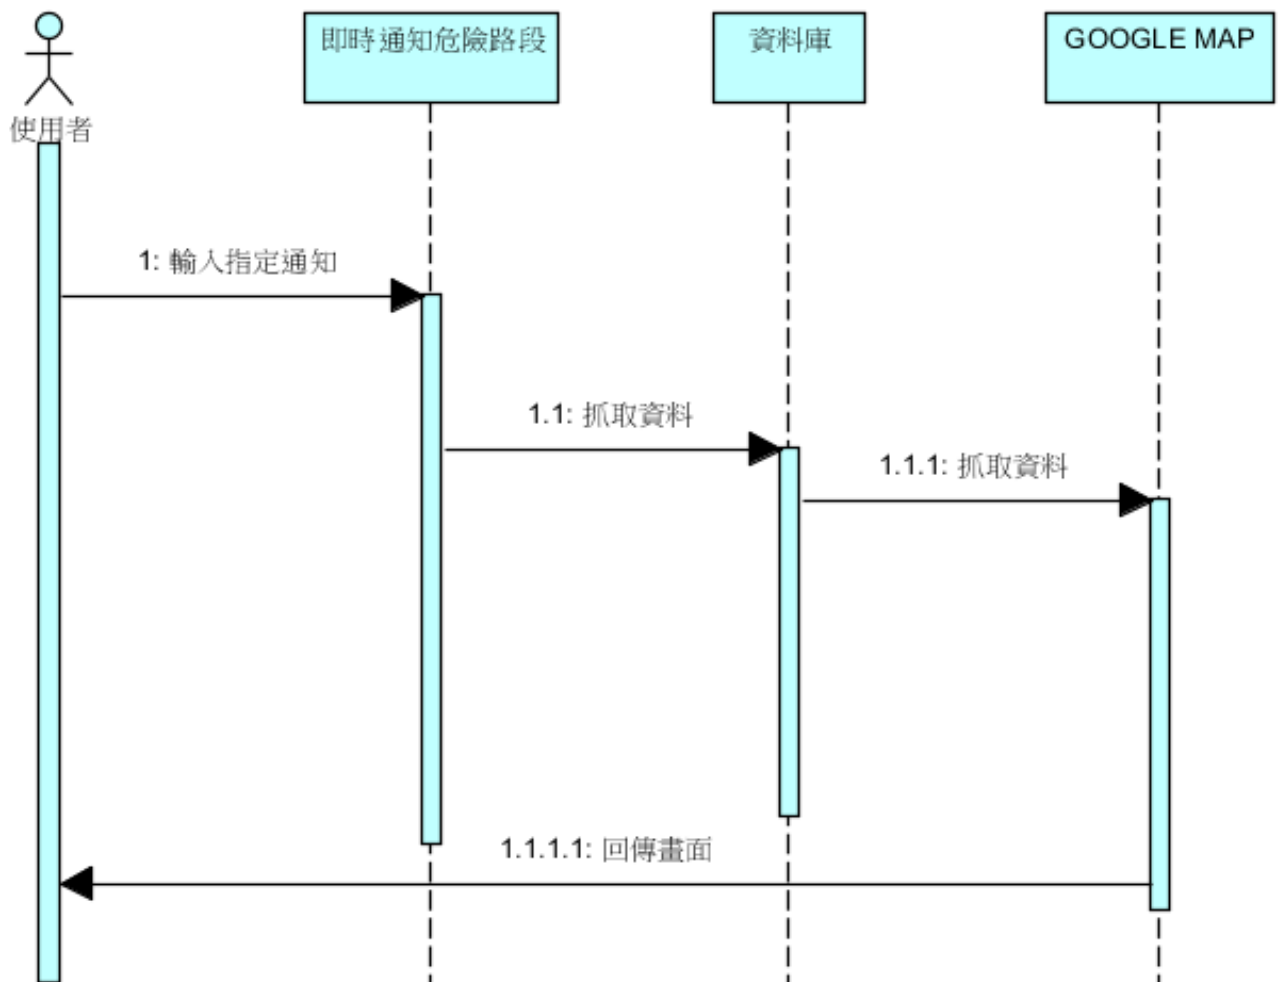 即時通知危險路段
資料庫
GOOGLE MAP
使用者
1: 輸入指定通知
1.1: 抓取資料
1.1.1: 抓取資料
1.1.1.1: 回傳畫面